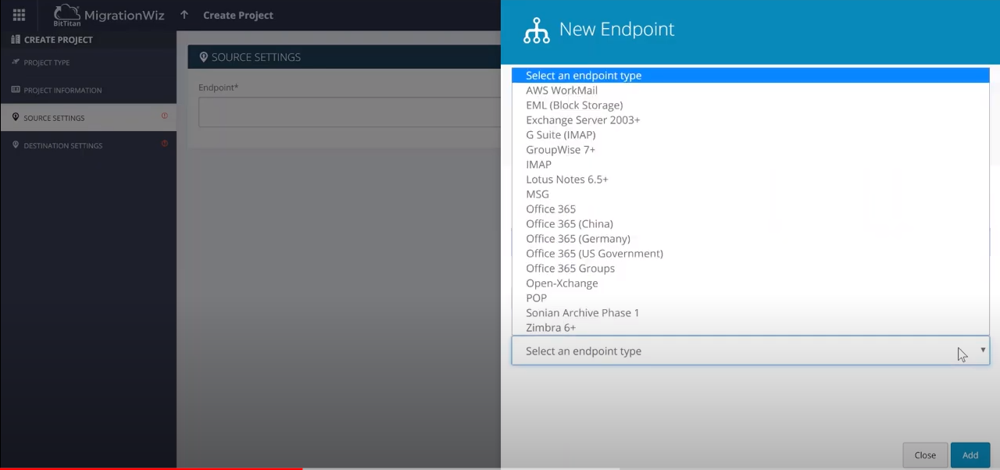 BitTitan
MigrationWiz
Create Project
CREATE PROJECT
PROJECT TYPE
PROJECT INFORMATION
SOURCE SETTINGS
DESTINATION SETTINGS
SOURCE SETTINGS
Endpoint*
New Endpoint
Select an endpoint type
AWS WorkMail
EML (Block Storage)
Exchange Server 2003+
G Suite (IMAP)
GroupWise 7+
IMAP
Lotus Notes 6.5+
MSG
Office 365
Office 365 (China)
Office 365 (Germany)
Office 365 (US Government)
Office 365 Groups
Open-Xchange
POP
Sonian Archive Phase 1
Zimbra 6+
Select an endpoint type
Close
Add